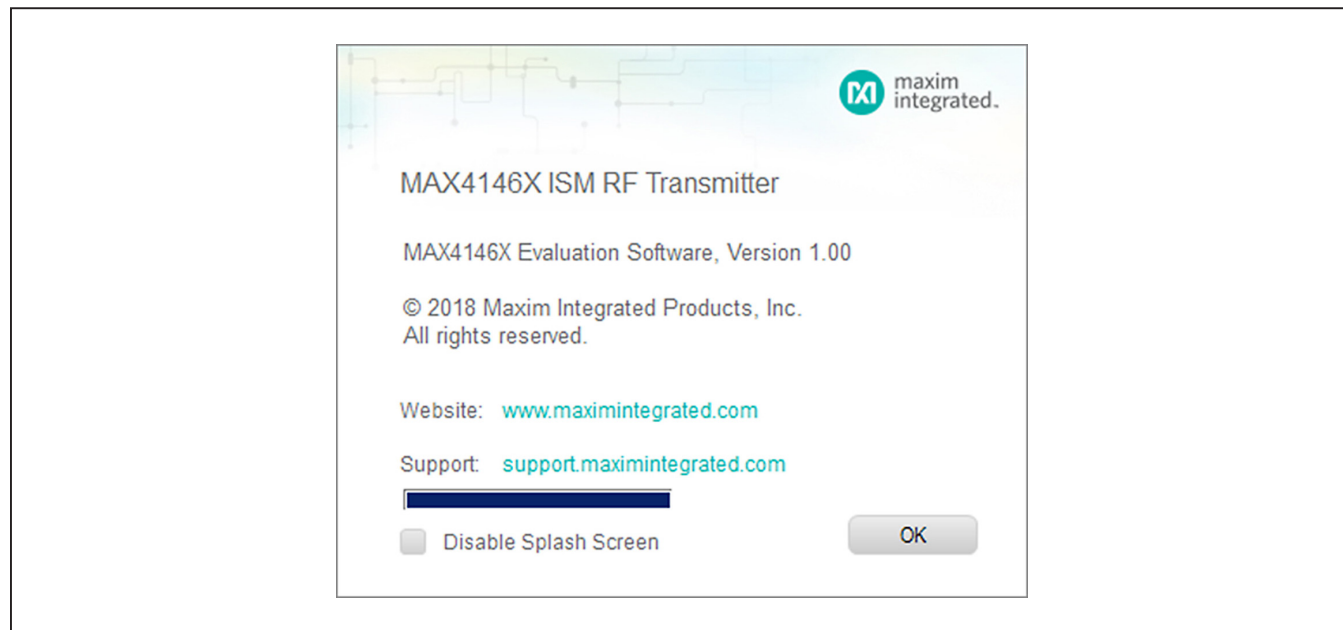 maxim
integrated™
MAX4146X ISM RF Transmitter
MAX4146X Evaluation Software, Version 1.00
© 2018 Maxim Integrated Products, Inc.
All rights reserved.
Website: www.maximintegrated.com
Support: support.maximintegrated.com
Disable Splash Screen
OK